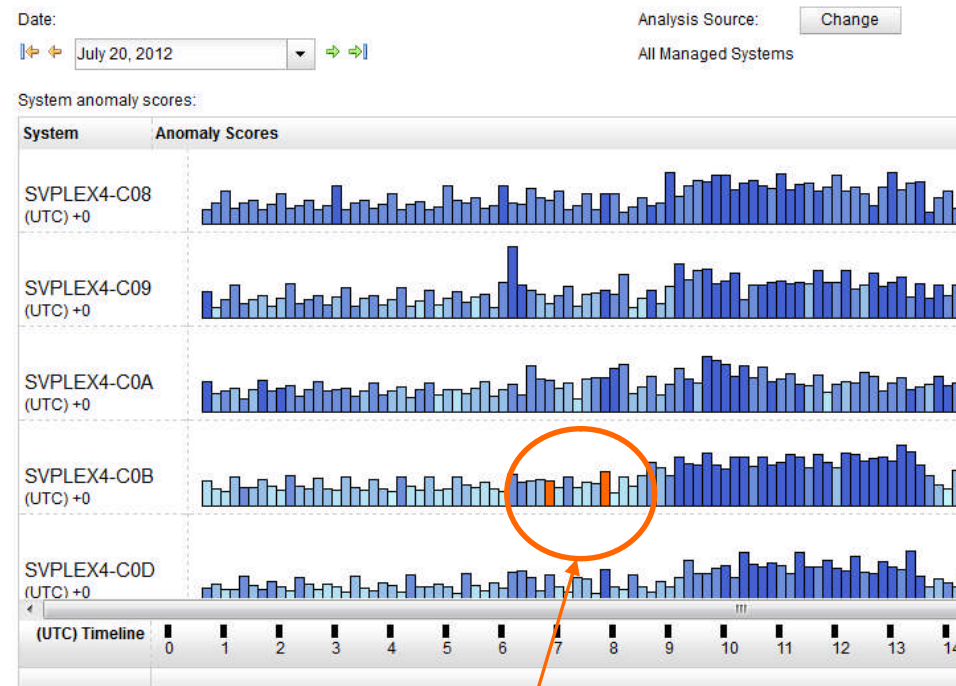 Date:
Analysis Source:
Change
July 20, 2012
All Managed Systems
System anomaly scores:
System Anomaly Scores
SVPLEX4-C08
(UTC) +0
SVPLEX4-C09
(UTC) +0
SVPLEX4-C0A
(UTC) +0
SVPLEX4-C0B
(UTC) +0
SVPLEX4-C0D
(UTC) +0
(UTC) Timeline
0 1 2 3 4 5 6 7 8 9 10 11 12 13 14